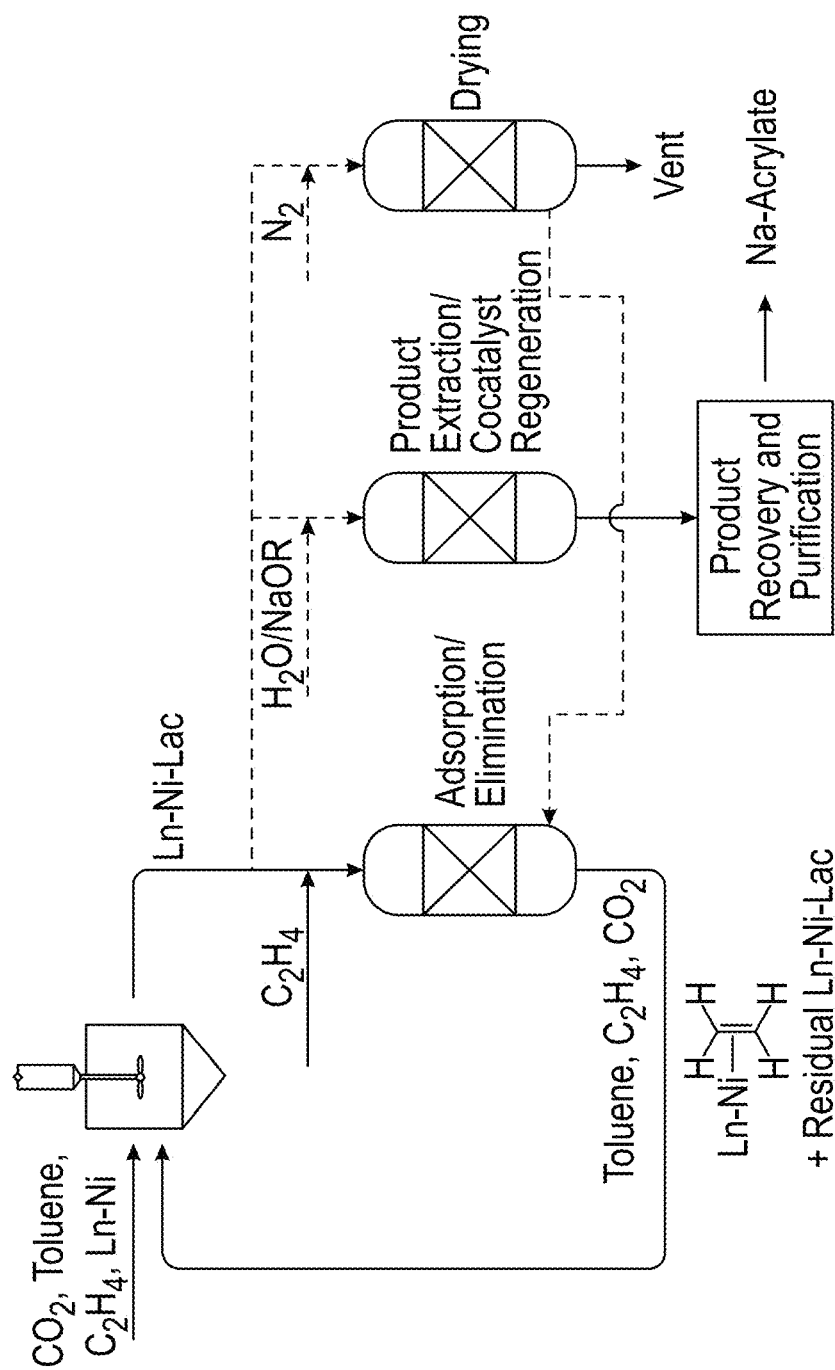 CO2, Toluene,
C2H4, Ln-Ni
Ln-Ni-Lac
C2H4
H2O/NaOR
N2
Adsorption/
Elimination
Product
Extraction/
Cocatalyst
Regeneration
Drying
Vent
Toluene, C2H4, CO2
Ln-Ni
H
H
H
H
+ Residual Ln-Ni-Lac
Product
Recovery and
Purification
Na-Acrylate